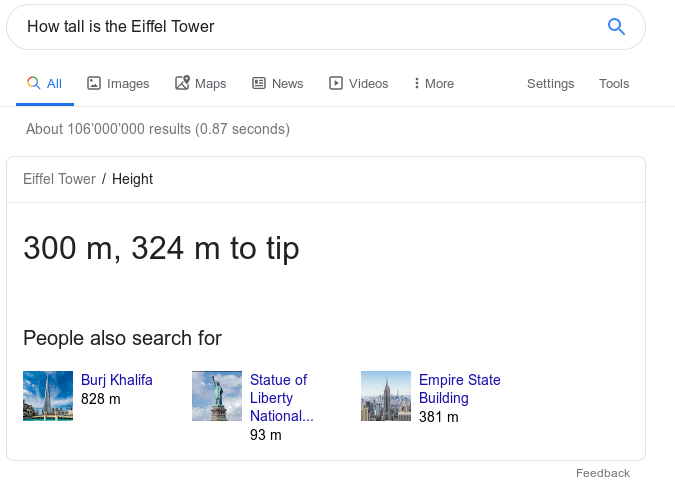 How tall is the Eiffel Tower
All Images Maps News Videos More Settings Tools
About 106’000’000 results (0.87 seconds)
Eiffel Tower / Height
300 m, 324 m to tip
People also search for
Burj Khalifa
828 m
Statue of
Liberty
National...
93 m
Empire State
Building
381 m
Feedback